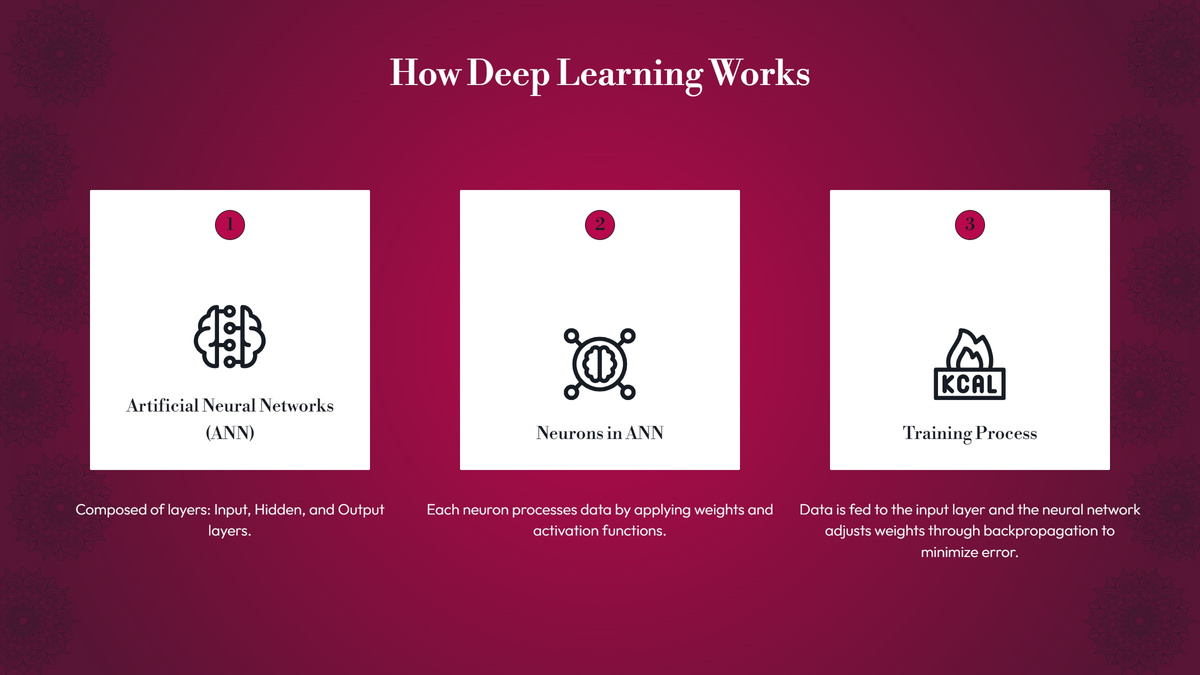 How Deep Learning Works
1
Artificial Neural Networks
(ANN)
Composed of layers: Input, Hidden, and Output
layers.
2
Neurons in ANN
Each neuron processes data by applying weights and
activation functions.
3
KCAL
Training Process
Data is fed to the input layer and the neural network
adjusts weights through backpropagation to
minimize error.